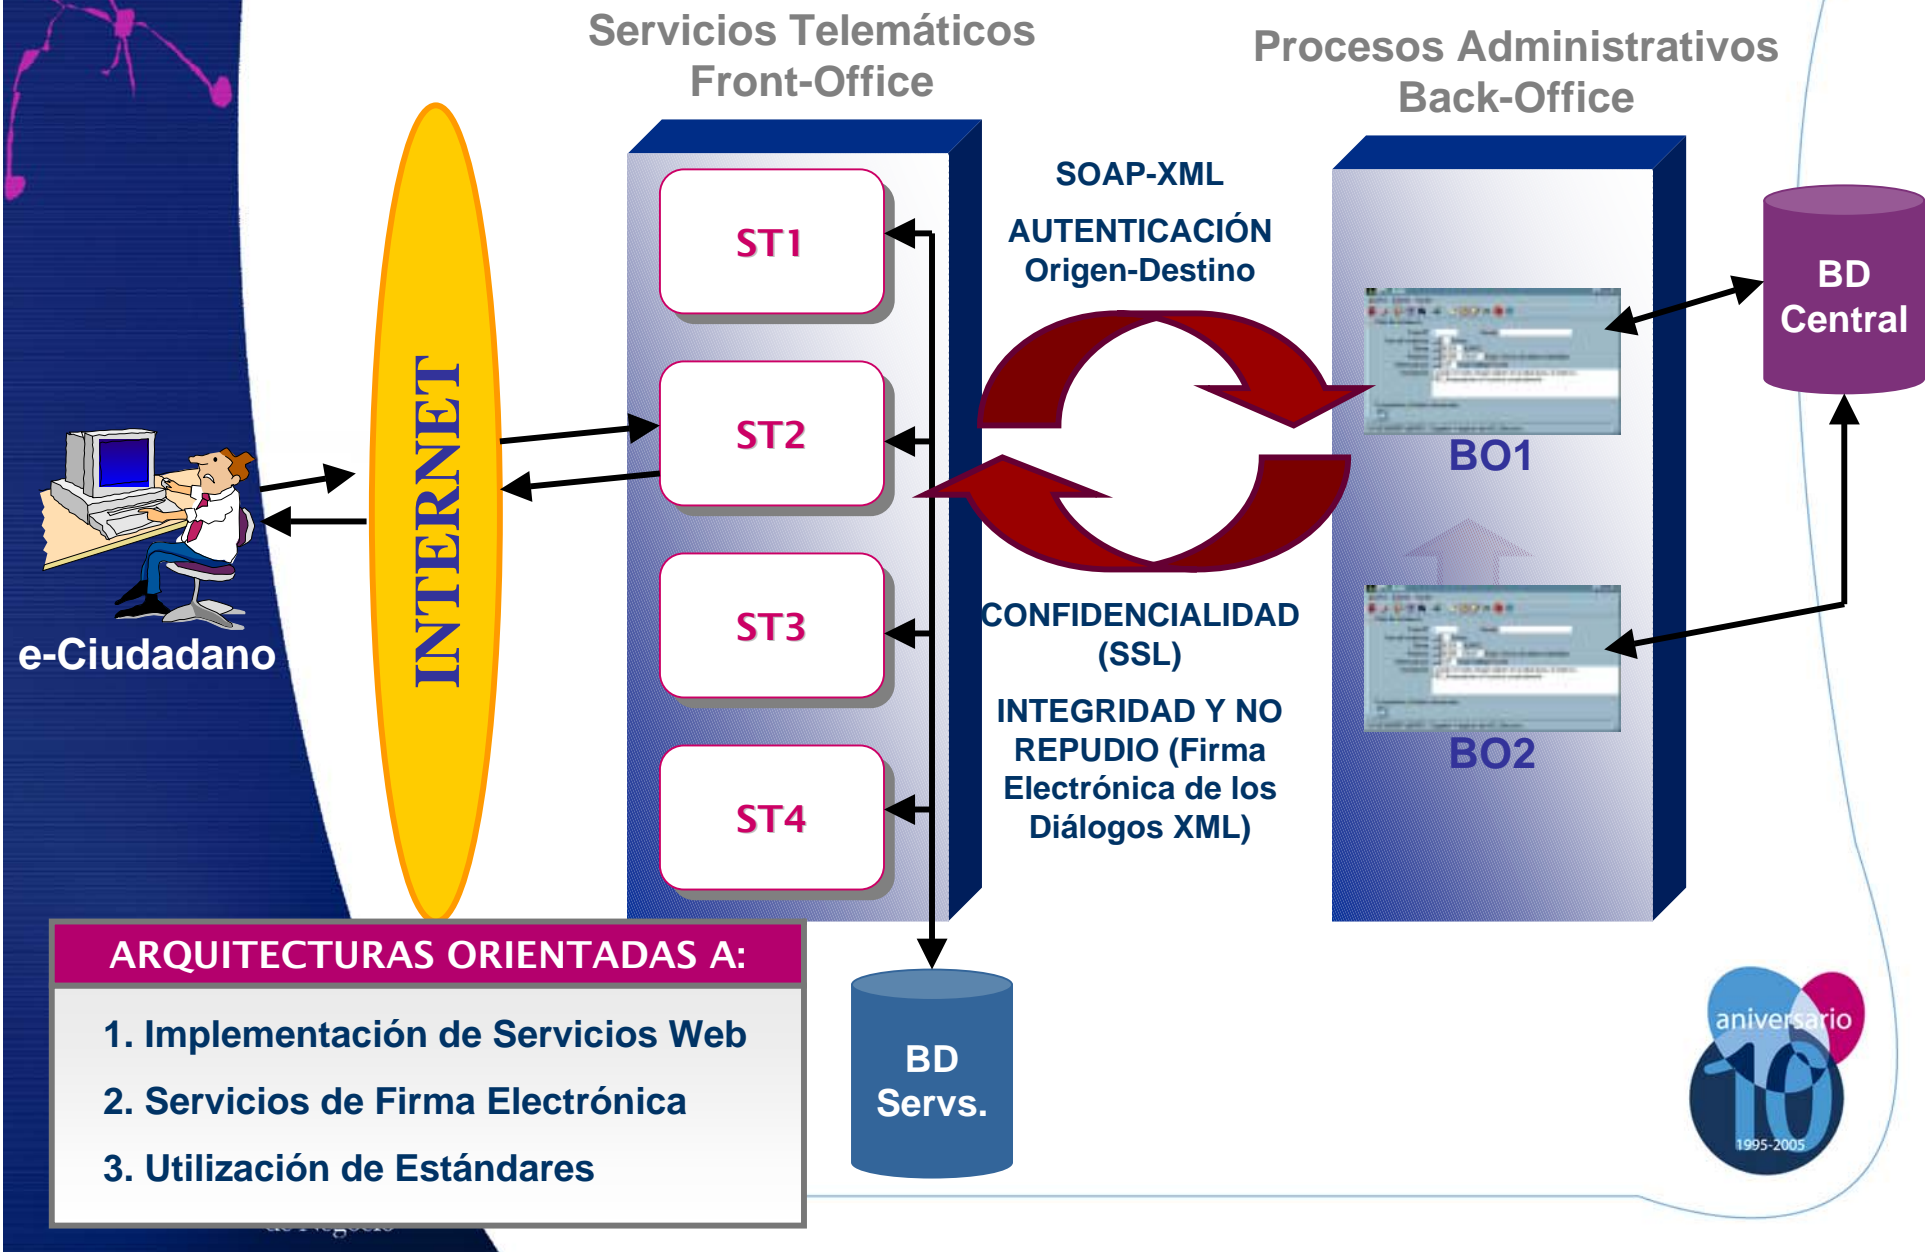 Servicios Telemáticos
Front-Office
Procesos Administrativos
Back-Office
SOAP-XML
AUTENTICACIÓN
Origen-Destino
ST1
ST2
ST3
ST4
INTERNET
e-Ciudadano
BD
Central
BO1
BO2
CONFIDENCIALIDAD
(SSL)
INTEGRIDAD Y NO
REPUDIO (Firma
Electrónica de los
Diálogos XML)
ARQUITECTURAS ORIENTADAS A:
1. Implementación de Servicios Web
2. Servicios de Firma Electrónica
3. Utilización de Estándares
BD
Servs.
aniversario
10
1995-2005
de Negocio